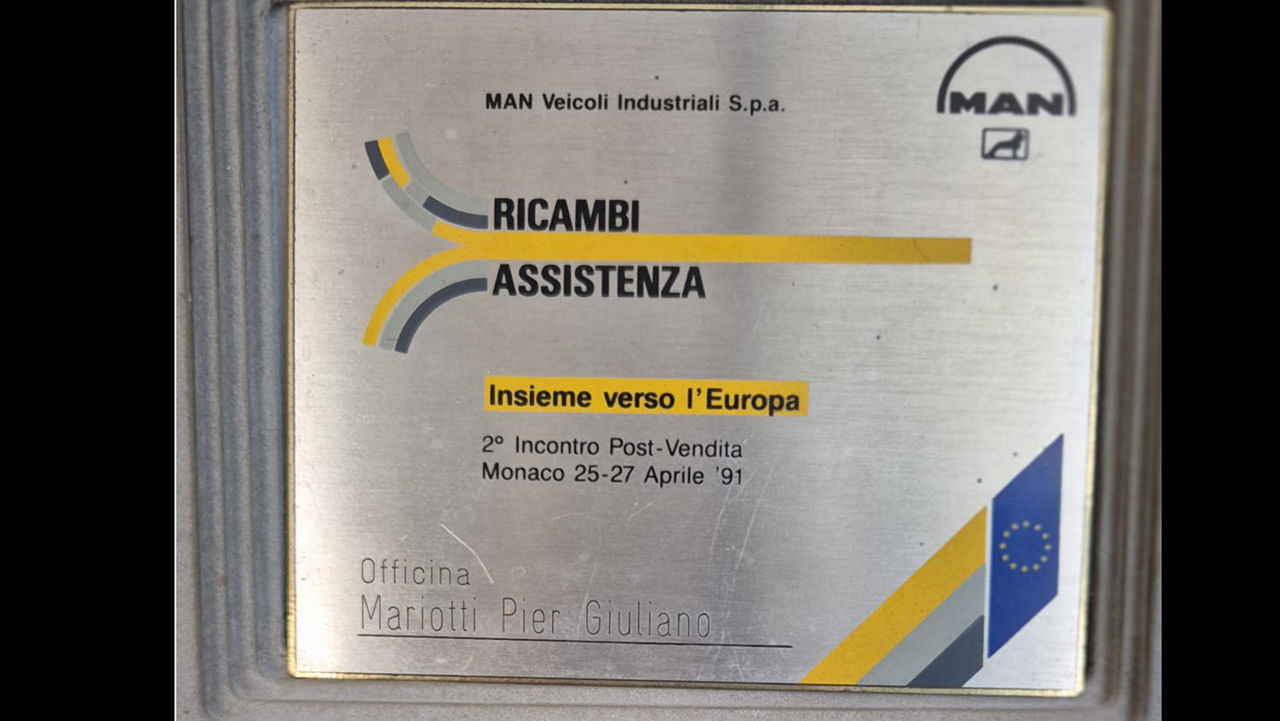 MAN Veicoli Industriali S.p.a.
MAN
RICAMBI
ASSISTENZA
Insieme verso l'Europa
2º Incontro Post-Vendita
Monaco 25-27 Aprile '91
Officina
Mariotti Pier Giuliano